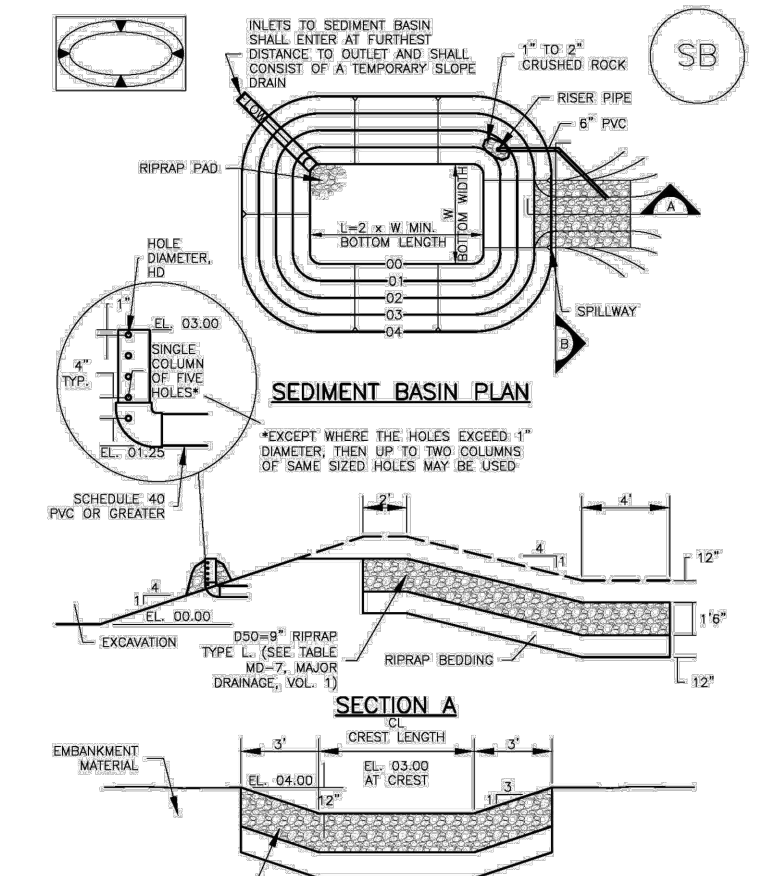 INLETS TO SEDIMENT BASIN
SHALL ENTER AT FURTHEST
DISTANCE TO OUTLET AND SHALL
CONSIST OF A TEMPORARY SLOPE
DRAIN
1" TO 2"
CRUSHED ROCK
SB
RISER PIPE
6" PVC
FLOW
RIPRAP PAD
A
L=2 x W MIN.
BOTTOM LENGTH
W
BOTTOM WIDTH
00
01
02
03
04
SPILLWAY
B
HOLE
DIAMETER,
HD
1"
EL. 03.00
4"
TYP.
SINGLE
COLUMN
OF FIVE
HOLES*
EL. 01.25
SEDIMENT BASIN PLAN
*EXCEPT WHERE THE HOLES EXCEED 1"
DIAMETER, THEN UP TO TWO COLUMNS
OF SAME SIZED HOLES MAY BE USED
SCHEDULE 40
PVC OR GREATER
2'
4'
4
1
12"
4
1
EL. 00.00
1'6"
EXCAVATION
D50=9" RIPRAP
TYPE L. (SEE TABLE
MD-7, MAJOR
DRAINAGE, VOL. 1)
RIPRAP BEDDING
12"
SECTION A
CL
CREST LENGTH
3'
3'
EMBANKMENT
MATERIAL
EL. 04.00
EL. 03.00
AT CREST
12"
3
1